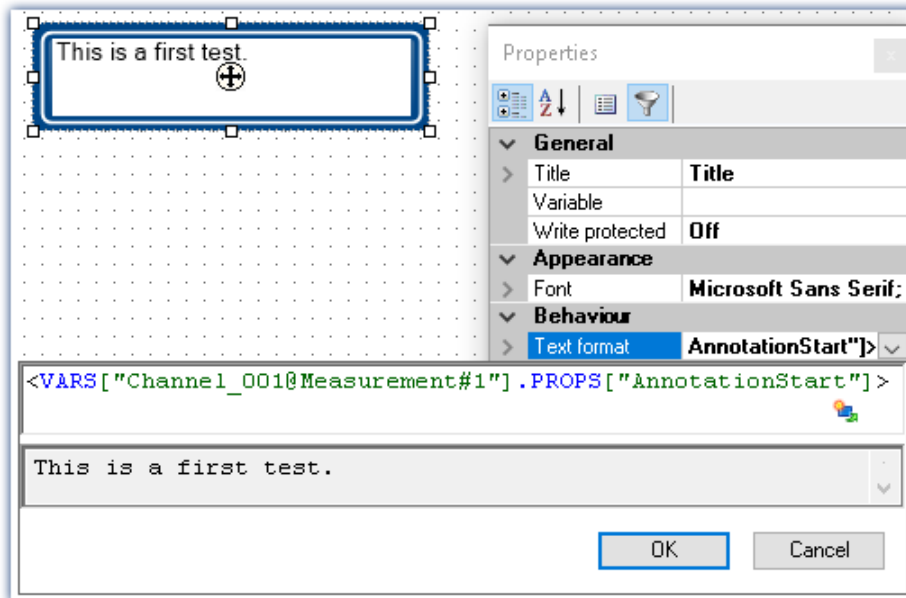 This is a first test.
Properties
x
A Z
General
Title Title
Variable
Write protected Off
Appearance
Font Microsoft Sans Serif;
Behaviour
Text format AnnotationStart"]>
<VARS["Channel_001@Measurement#1"].PROPS["AnnotationStart"]>
This is a first test.
OK Cancel